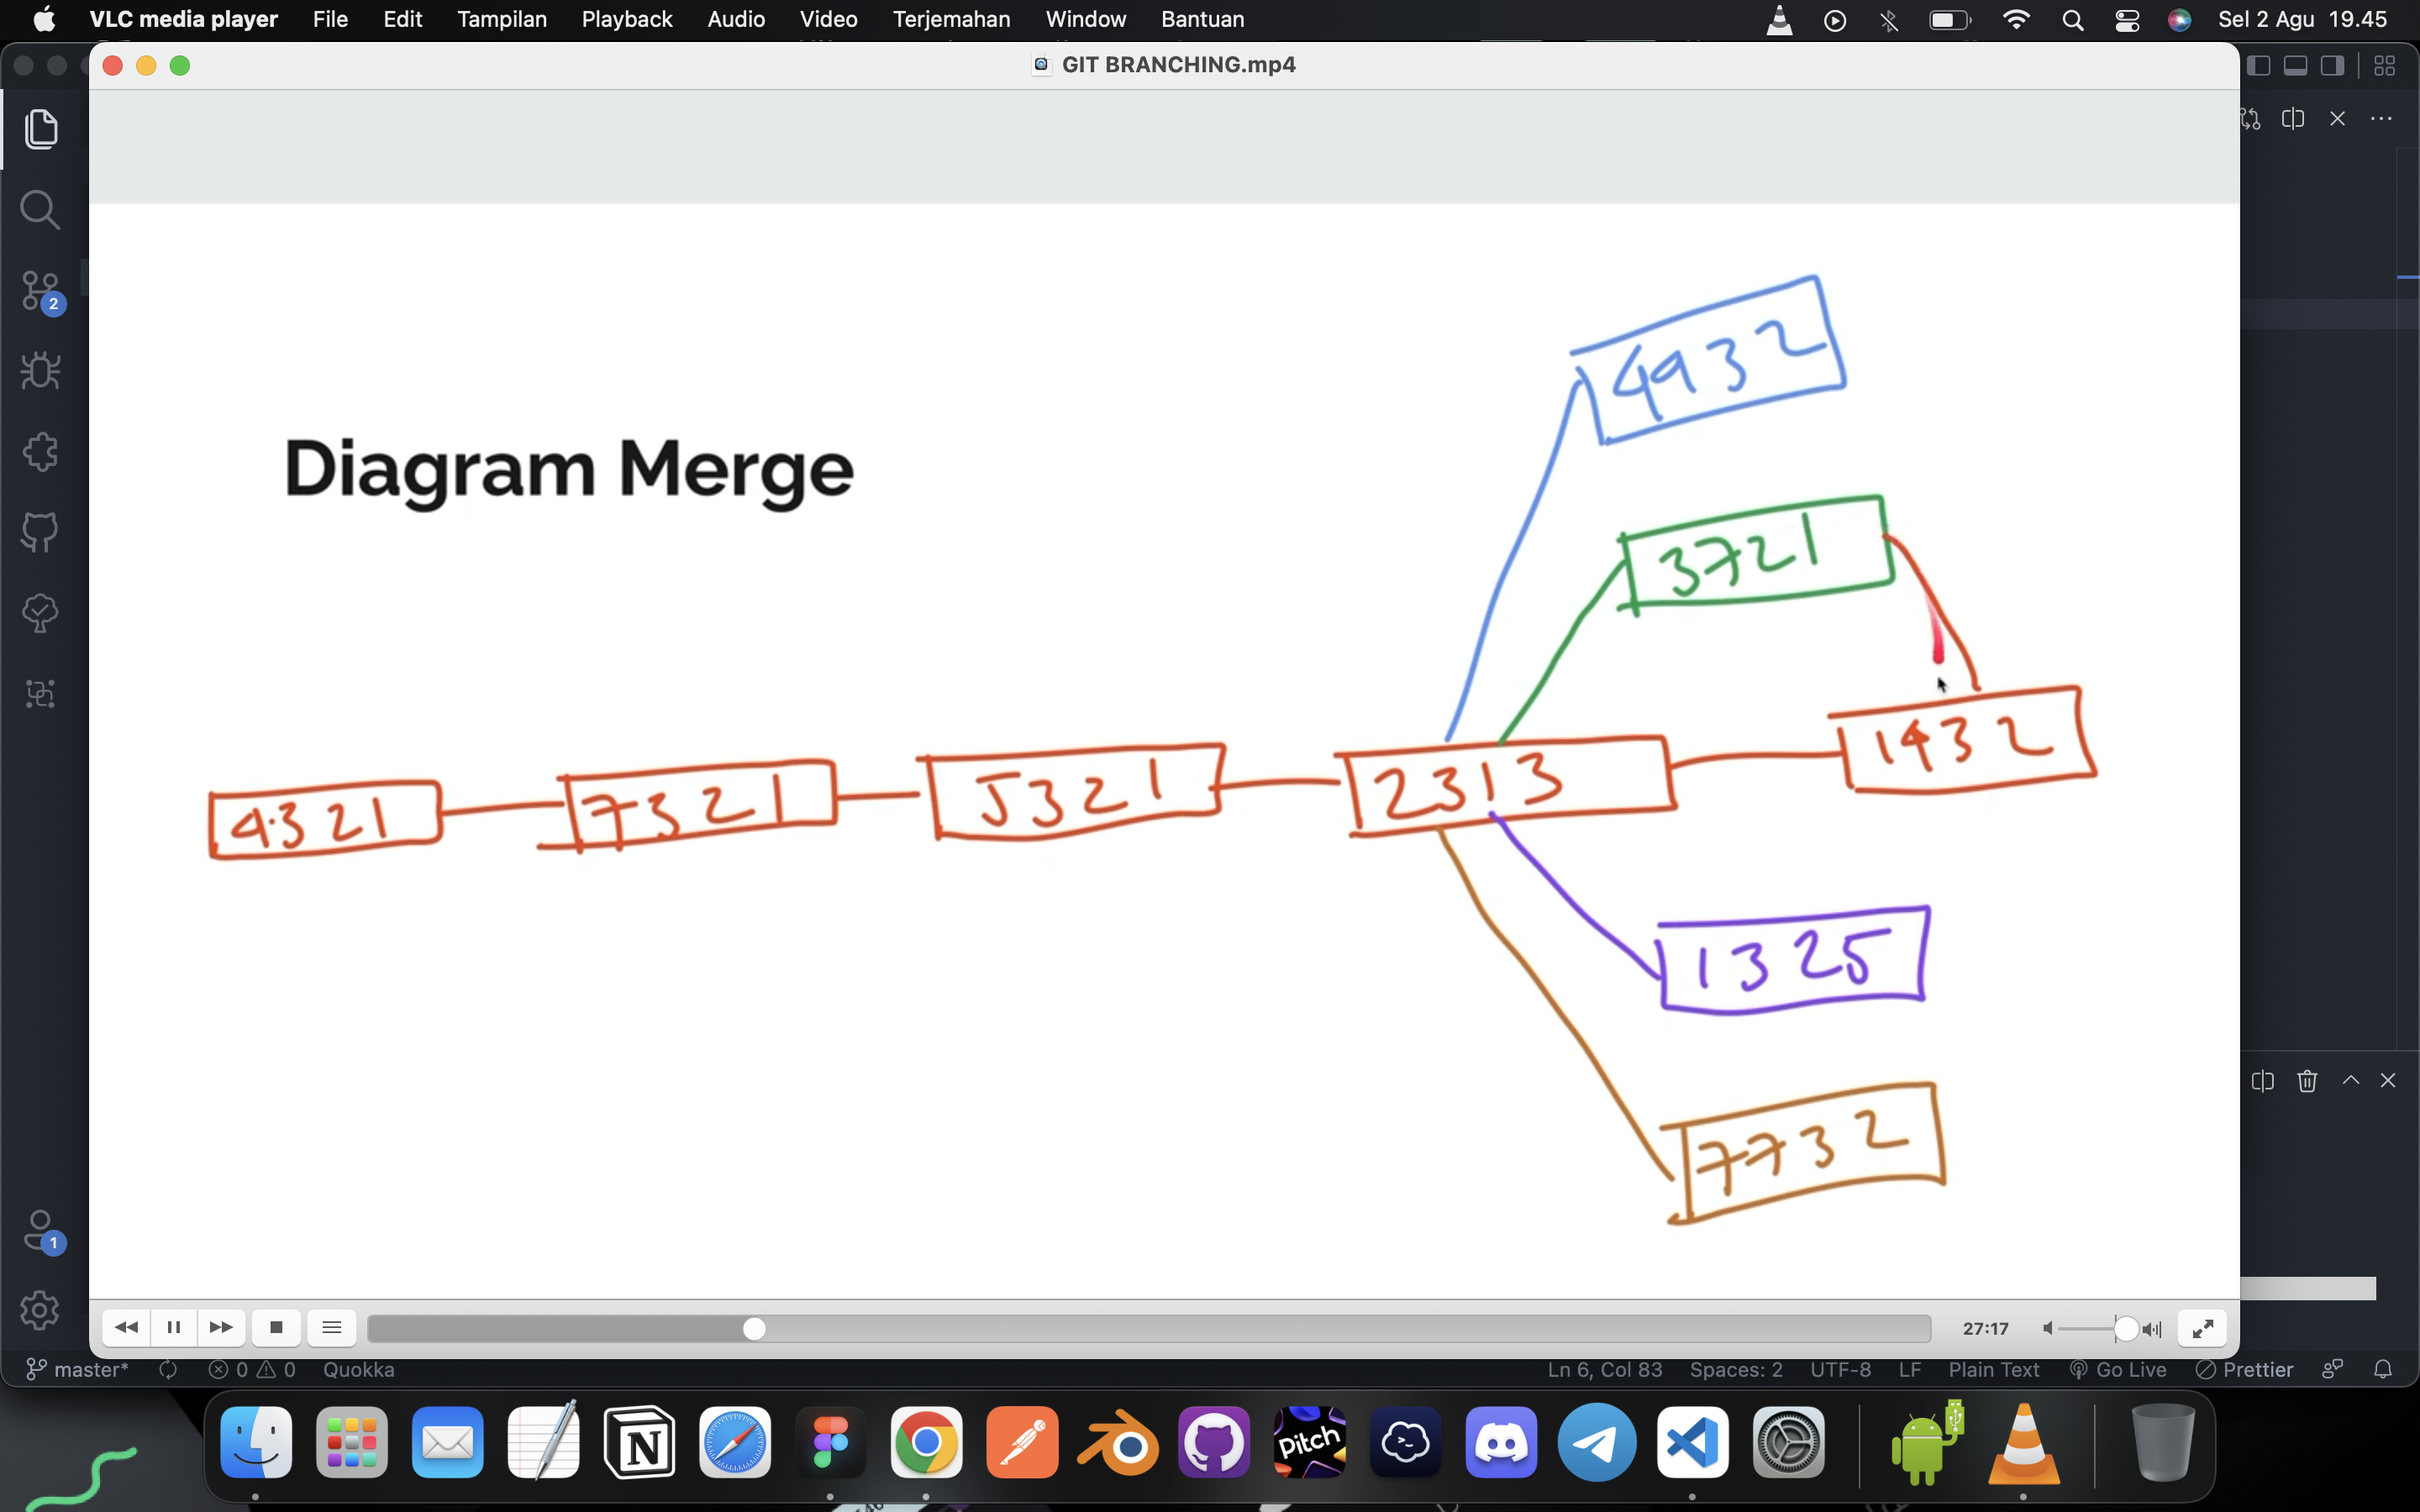 VLC media player File Edit Tampilan Playback Audio Video Terjemahan Window Bantuan Sel 2 Agu 19.45
GIT BRANCHING.mp4
2
4932
Diagram Merge
3721
1432
4321 7321 5321 2313
1325
7732
1
27:17
master* 0 0 Quokka Ln 6, Col 83 Spaces: 2 UTF-8 LF Plain Text Go Live Prettier
N
Pitch